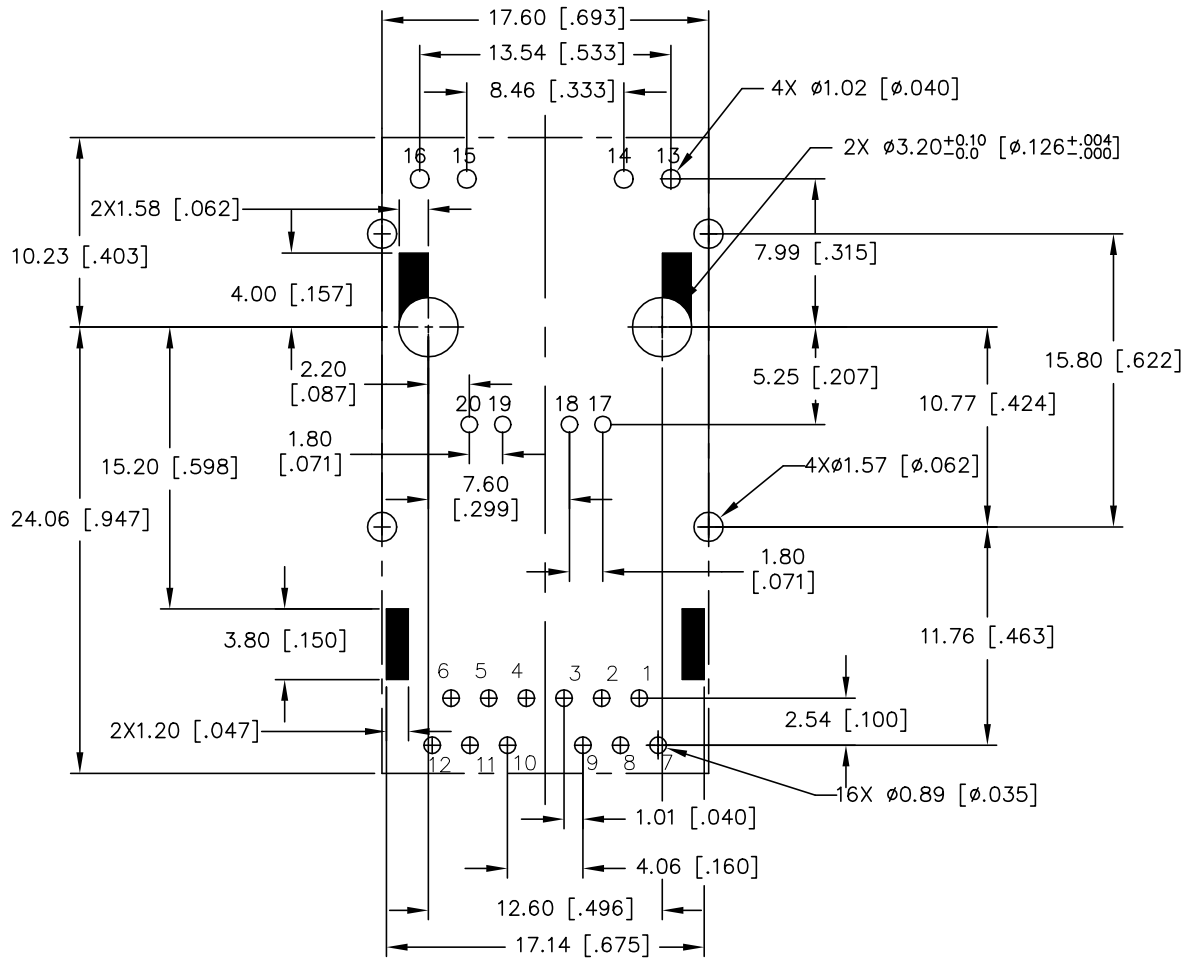 17.60 [.693]
13.54 [.533]
8.46 [.333]
4X ø1.02 [ø.040]
2X ø3.20+0.10 −0.0 [ø.126+.004 −.000]
16 15 14 13
2X1.58 [.062]
10.23 [.403]
7.99 [.315]
4.00 [.157]
15.80 [.622]
2.20
[.087]
5.25 [.207]
10.77 [.424]
20 19 18 17
1.80
[.071]
15.20 [.598]
4Xø1.57 [ø.062]
7.60
[.299]
24.06 [.947]
1.80
[.071]
3.80 [.150]
11.76 [.463]
6 5 4 3 2 1
2.54 [.100]
2X1.20 [.047]
12 11 10 9 8 7
16X ø0.89 [ø.035]
1.01 [.040]
4.06 [.160]
12.60 [.496]
17.14 [.675]